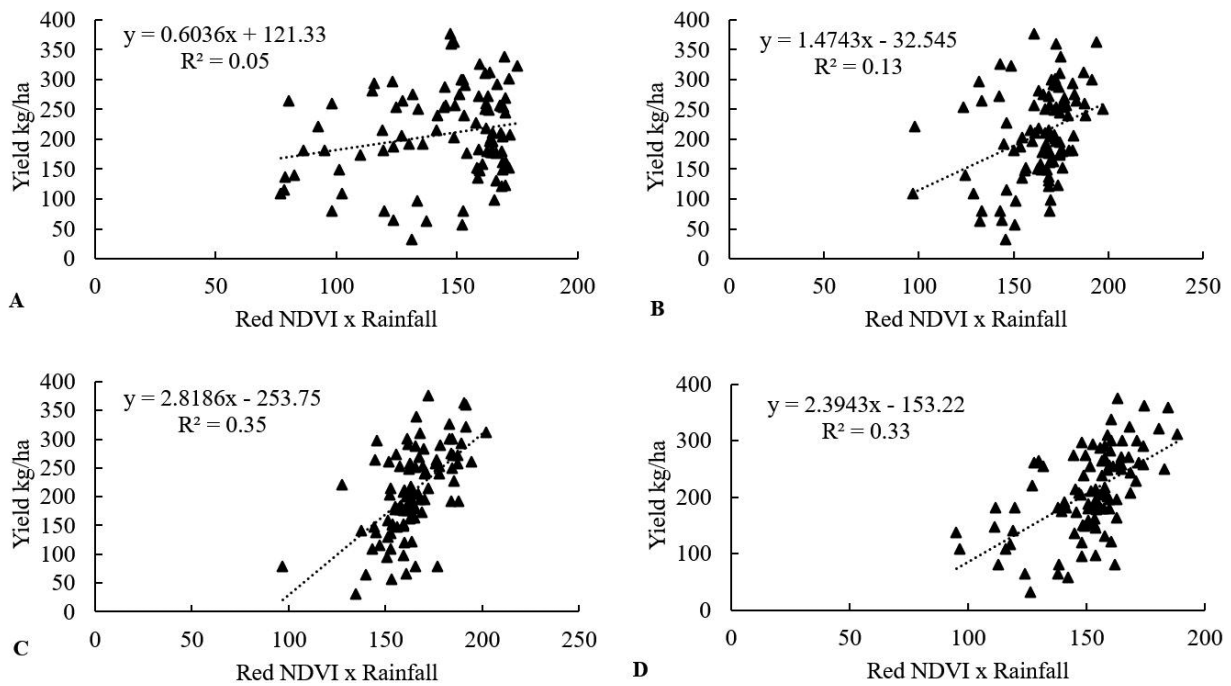 y = 0.6036x + 121.33
R² = 0.05
400
350
300
250
200
150
100
50
0
Yield kg/ha
0 50 100 150 200
Red NDVI x Rainfall
A
y = 1.4743x - 32.545
R² = 0.13
400
350
300
250
200
150
100
50
0
Yield kg/ha
0 50 100 150 200 250
Red NDVI x Rainfall
B
y = 2.8186x - 253.75
R² = 0.35
400
350
300
250
200
150
100
50
0
Yield kg/ha
0 50 100 150 200 250
Red NDVI x Rainfall
C
y = 2.3943x - 153.22
R² = 0.33
400
300
200
100
0
Yield kg/ha
0 50 100 150 200
Red NDVI x Rainfall
D